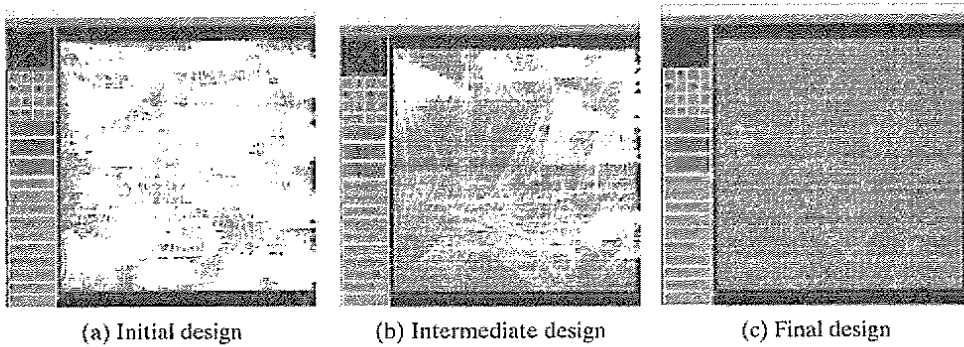 (a) Initial design
(b) Intermediate design
(c) Final design